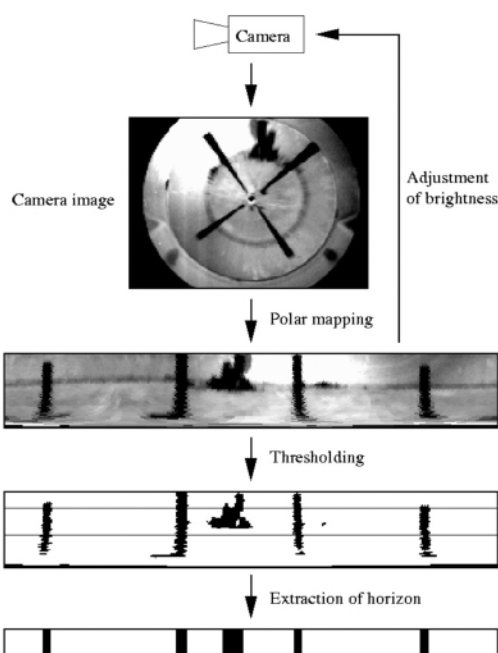 Camera
Camera image
Adjustment
of brightness
Polar mapping
Thresholding
Extraction of horizon